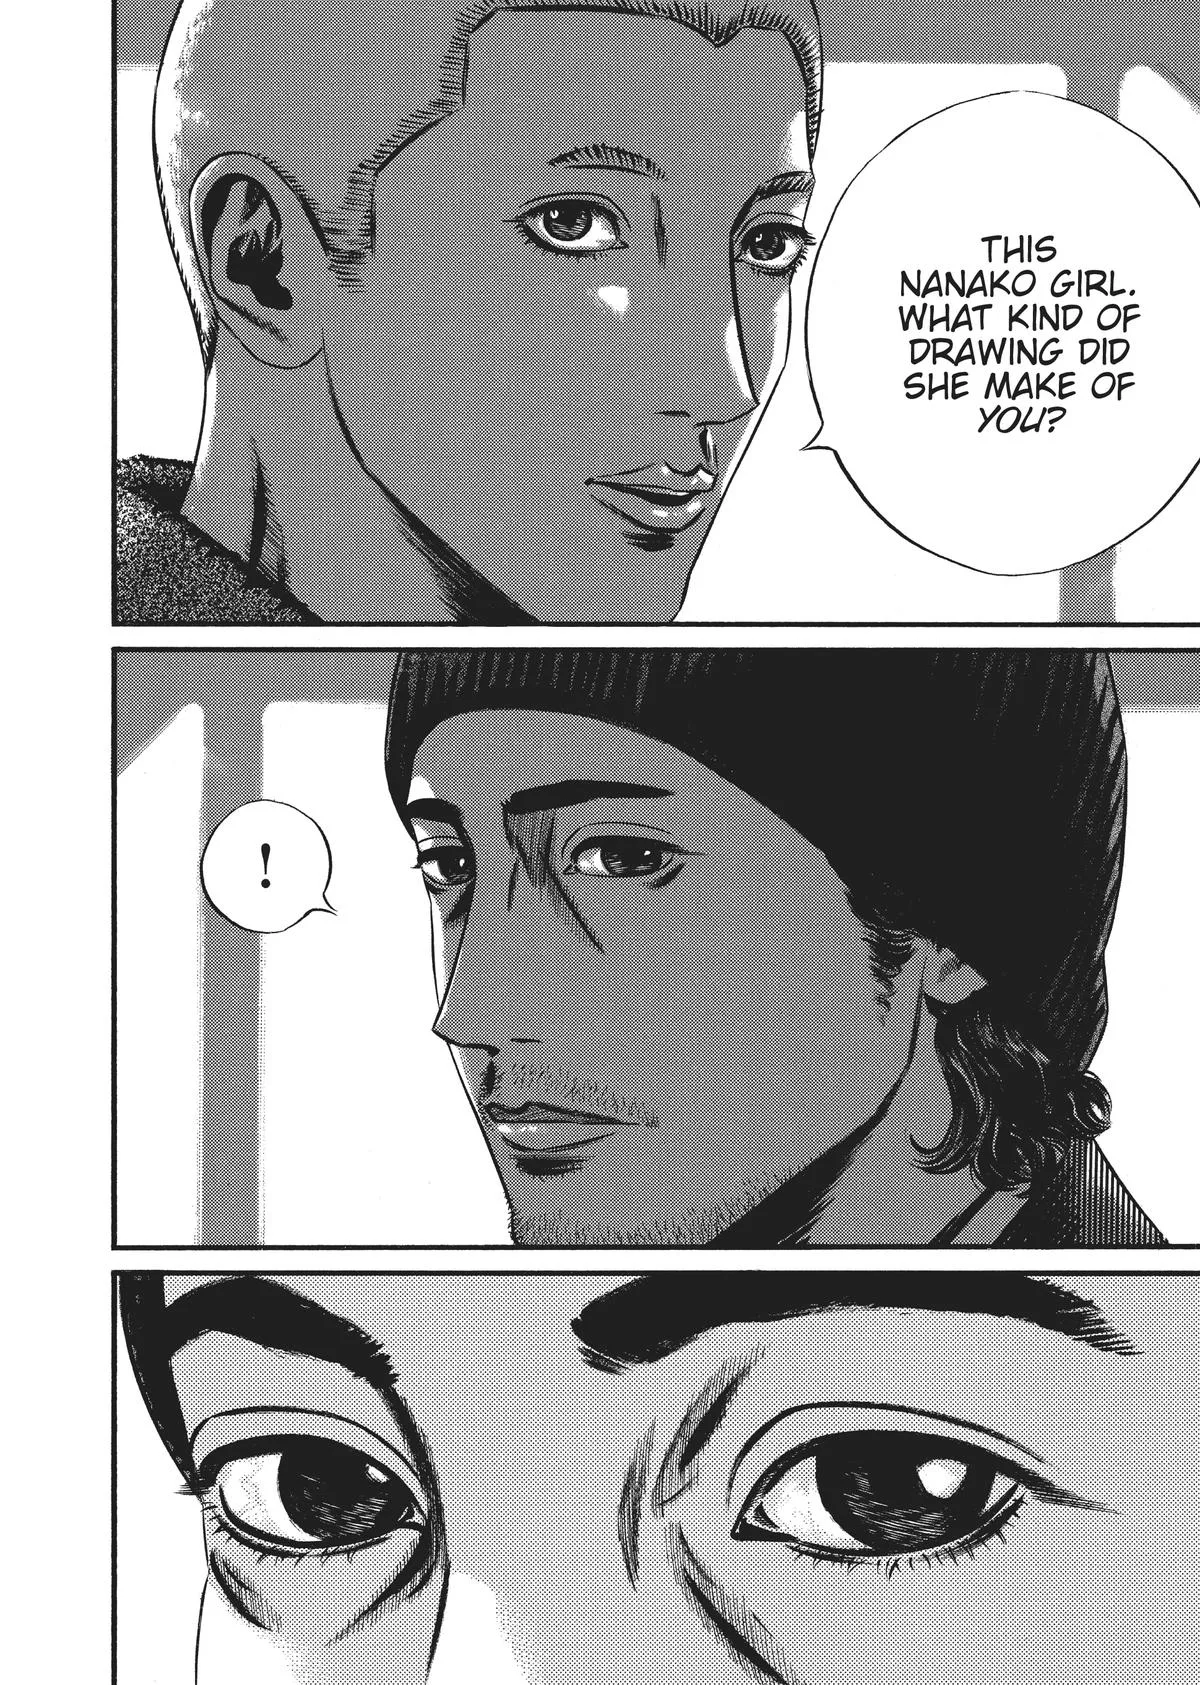 THIS
NANAKO GIRL.
WHAT KIND OF
DRAWING DID
SHE MAKE OF
YOU?
!